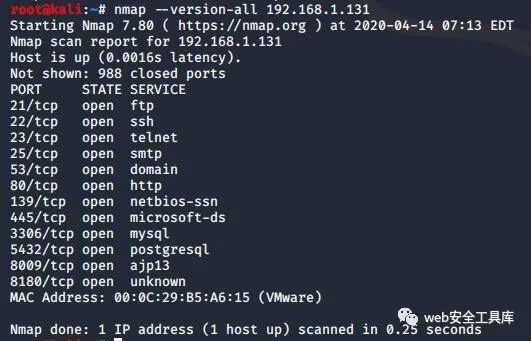 root@kali:~# nmap --version-all 192.168.1.131
Starting Nmap 7.80 ( https://nmap.org ) at 2020-04-14 07:13 EDT
Nmap scan report for 192.168.1.131
Host is up (0.0016s latency).
Not shown: 988 closed ports
PORT     STATE SERVICE
21/tcp   open  ftp
22/tcp   open  ssh
23/tcp   open  telnet
25/tcp   open  smtp
53/tcp   open  domain
80/tcp   open  http
139/tcp  open  netbios-ssn
445/tcp  open  microsoft-ds
3306/tcp open  mysql
5432/tcp open  postgresql
8009/tcp open  ajp13
8180/tcp open  unknown
MAC Address: 00:0C:29:B5:A6:15 (VMware)
web安全工具库
Nmap done: 1 IP address (1 host up) scanned in 0.25 seconds